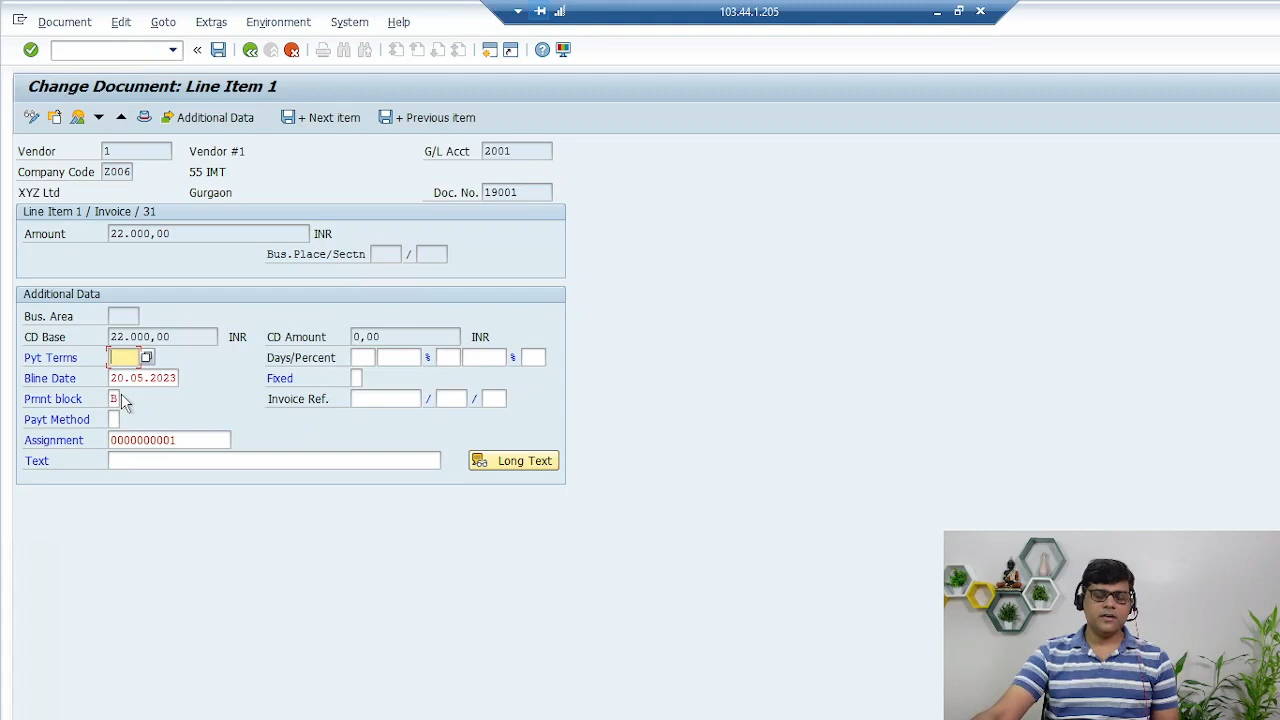 Document Edit Goto Extras Environment System Help
103.44.1.205
Change Document: Line Item 1
Additional Data + Next item + Previous item
Vendor 1 Vendor #1 G/L Acct 2001
Company Code Z006 55 IMT
XYZ Ltd Gurgaon Doc. No. 19001
Line Item 1 / Invoice / 31
Amount 22.000,00 INR
Bus.Place/Sectn /
Additional Data
Bus. Area
CD Base 22.000,00 INR CD Amount 0,00 INR
Pyt Terms Days/Percent % %
Bline Date 20.05.2023 Fixed
Pmnt block B Invoice Ref. / /
Payt Method
Assignment 0000000001
Text Long Text